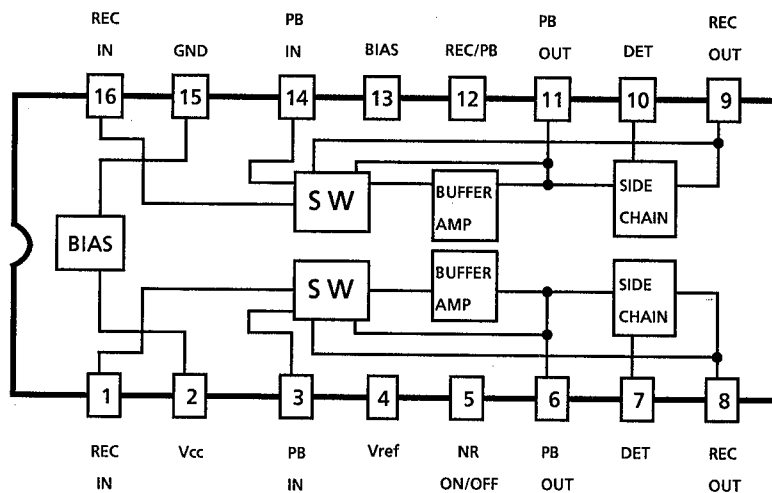 REC IN
GND
PB IN
BIAS
REC/PB
PB OUT
DET
REC OUT
16
15
14
13
12
11
10
9
SW
BUFFER AMP
SIDE CHAIN
BIAS
SW
BUFFER AMP
SIDE CHAIN
1
2
3
4
5
6
7
8
REC IN
Vcc
PB IN
Vref
NR ON/OFF
PB OUT
DET
REC OUT